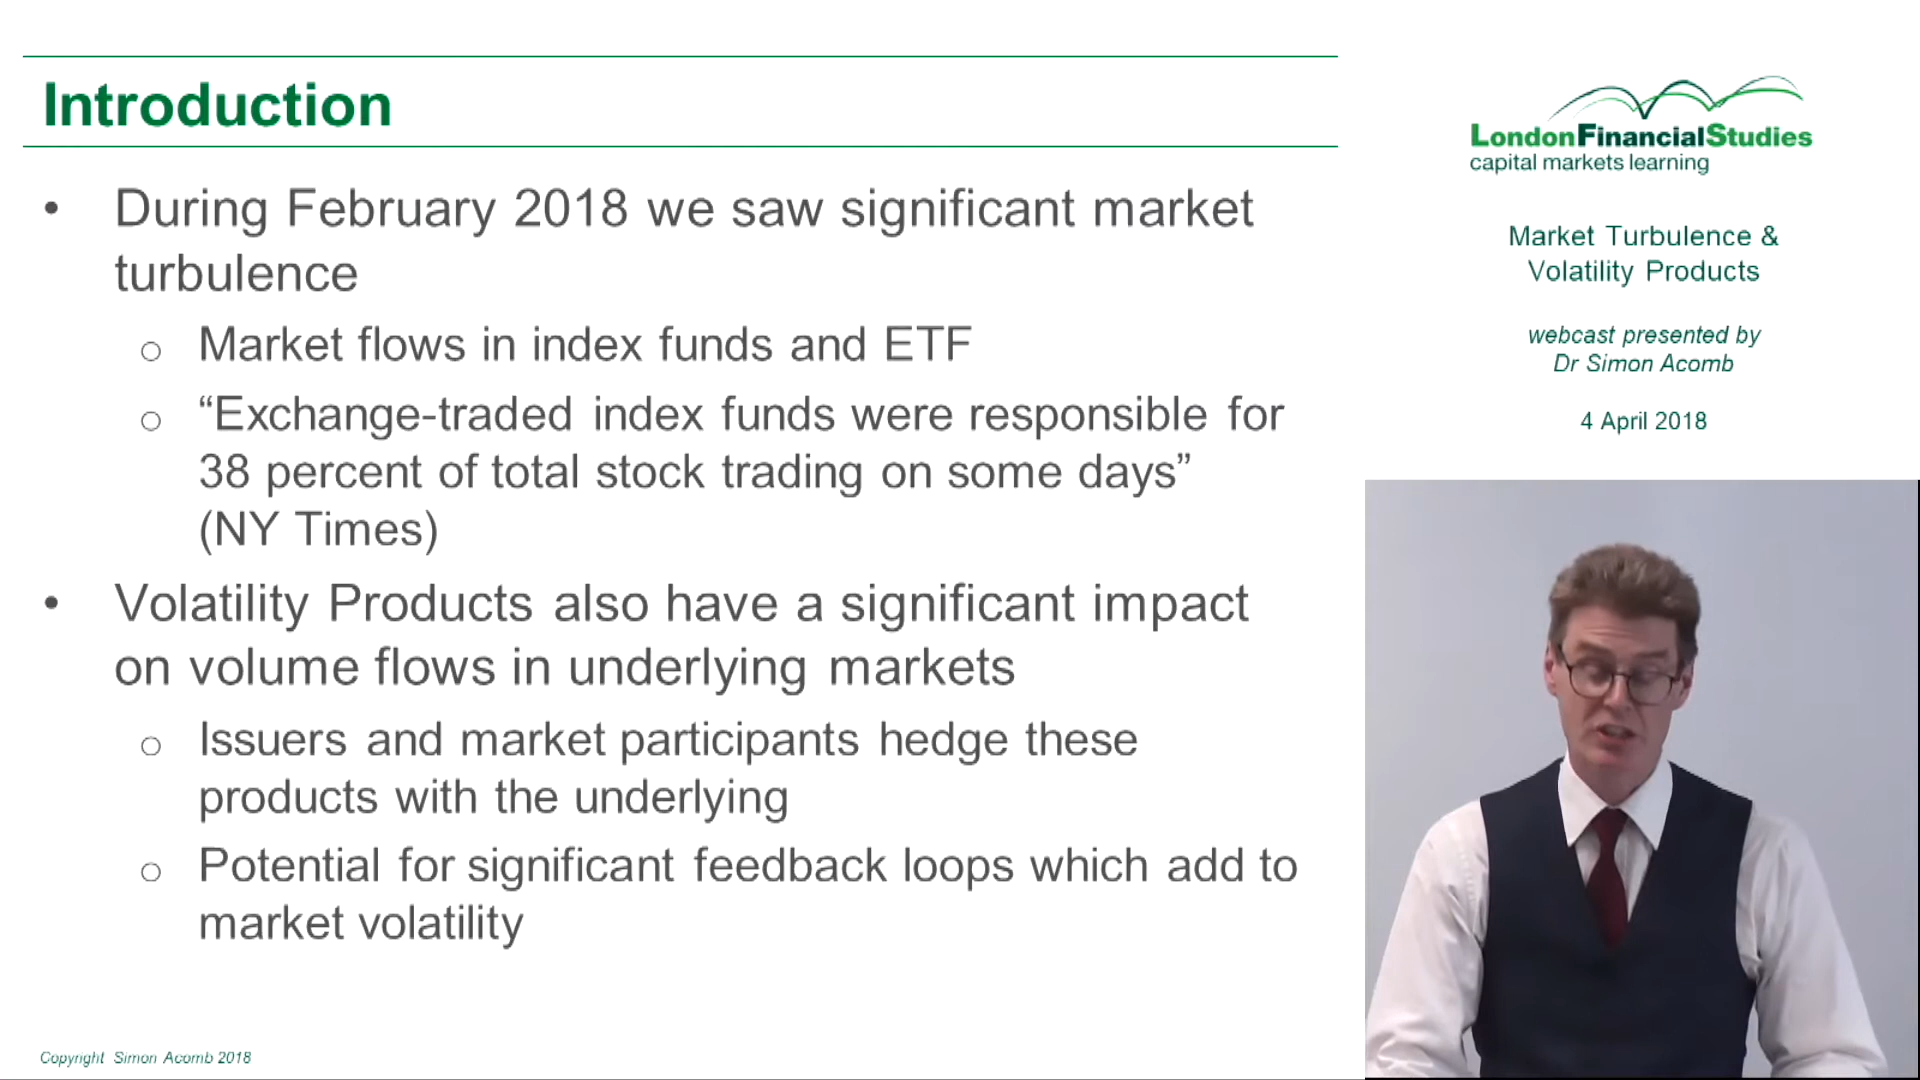 Introduction
• During February 2018 we saw significant market
turbulence
o Market flows in index funds and ETF
o “Exchange-traded index funds were responsible for
38 percent of total stock trading on some days”
(NY Times)
• Volatility Products also have a significant impact
on volume flows in underlying markets
o Issuers and market participants hedge these
products with the underlying
o Potential for significant feedback loops which add to
market volatility
Copyright Simon Acomb 2018
LondonFinancialStudies
capital markets learning
Market Turbulence &
Volatility Products
webcast presented by
Dr Simon Acomb
4 April 2018